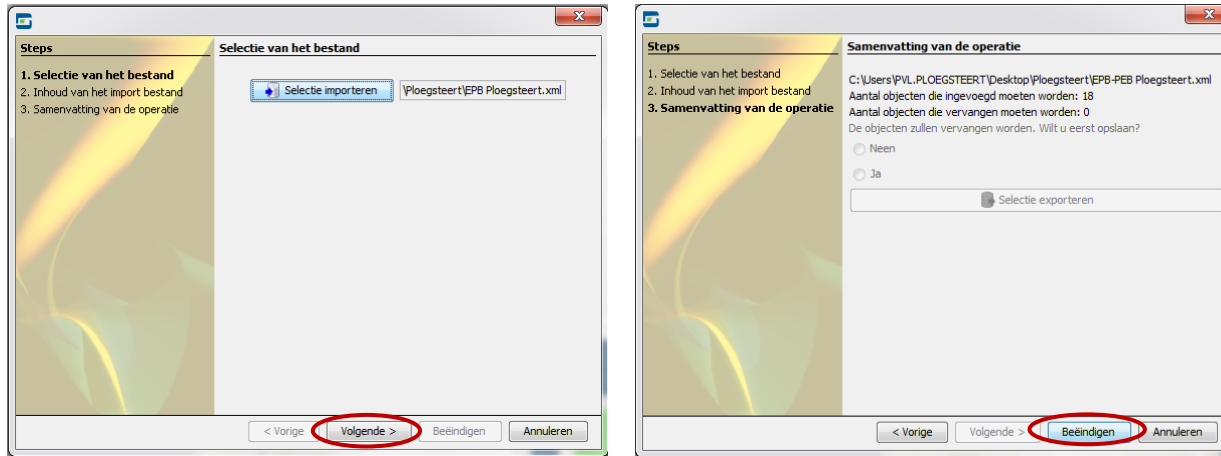 Steps
1. Selectie van het bestand
2. Inhoud van het import bestand
3. Samenvatting van de operatie
Selectie van het bestand
Selectie importeren
\Ploegsteert\EPB Ploegsteert.xml
< Vorige
Volgende >
Beëindigen
Annuleren
Steps
1. Selectie van het bestand
2. Inhoud van het import bestand
3. Samenvatting van de operatie
Samenvatting van de operatie
C:\Users\PVL.PLOEGSTEERT\Desktop\Ploegsteert\EPB-PEB Ploegsteert.xml
Aantal objecten die ingevoegd moeten worden: 18
Aantal objecten die vervangen moeten worden: 0
De objecten zullen vervangen worden. Wilt u eerst opslaan?
Neen
Ja
Selectie exporteren
< Vorige
Volgende >
Beëindigen
Annuleren